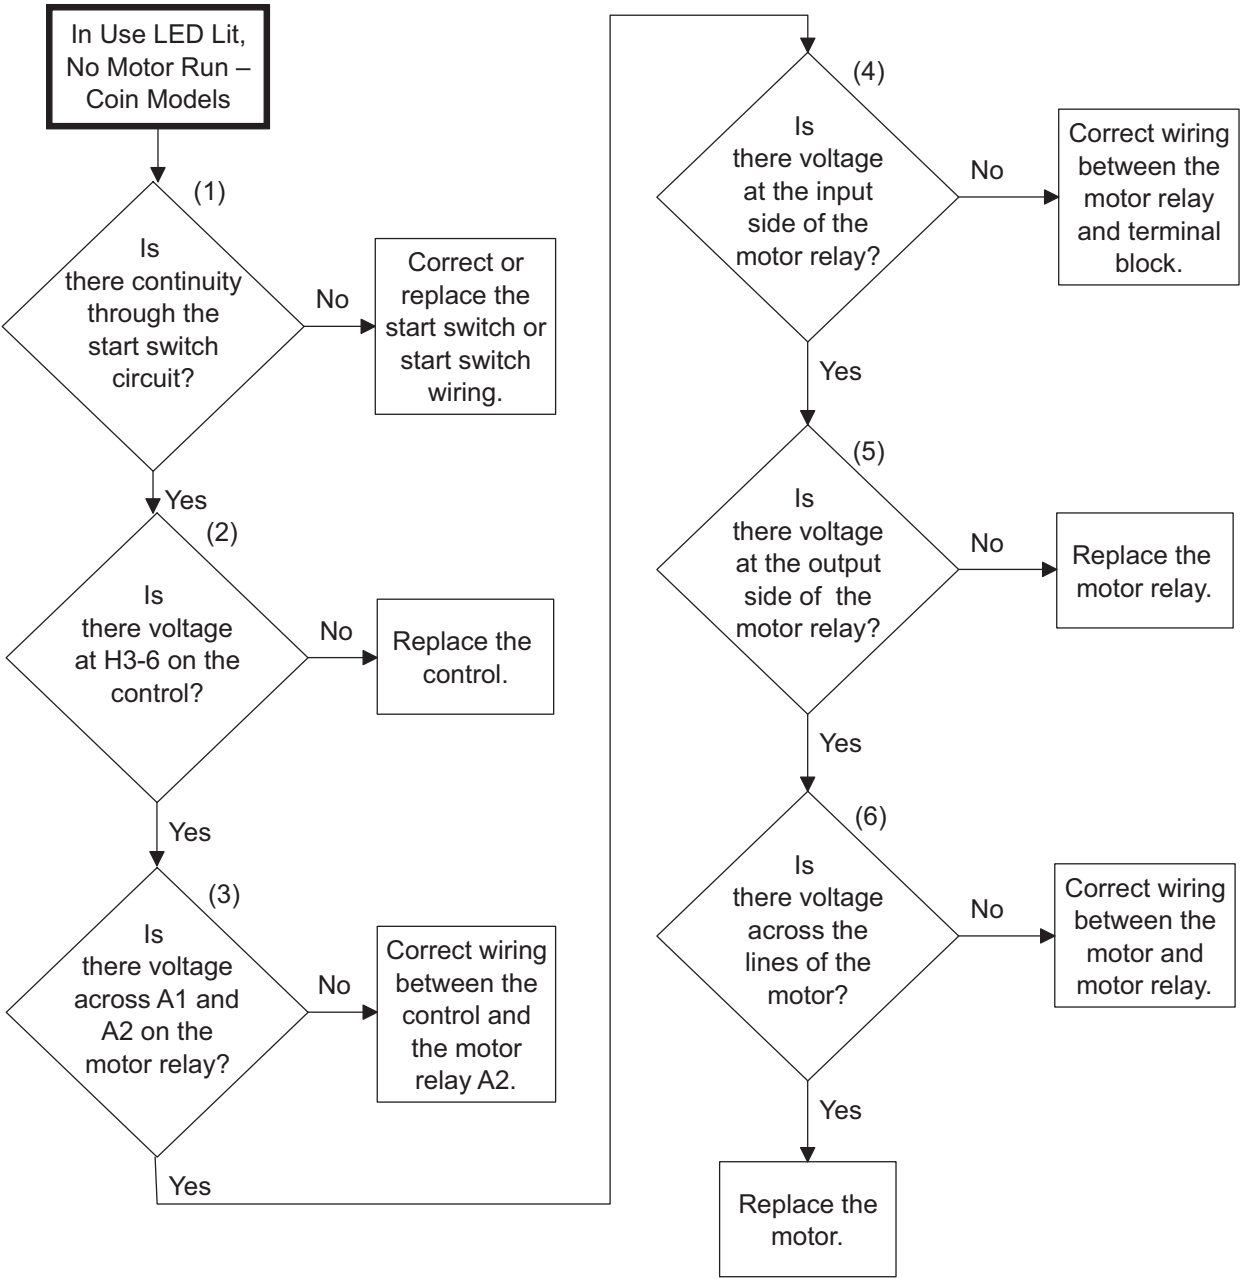 In Use LED Lit,
No Motor Run –
Coin Models
(1)
Is
there continuity
through the
start switch
circuit?
No
Correct or
replace the
start switch or
start switch
wiring.
Yes
(2)
Is
there voltage
at H3-6 on the
control?
No
Replace the
control.
Yes
(3)
Is
there voltage
across A1 and
A2 on the
motor relay?
No
Correct wiring
between the
control and
the motor
relay A2.
Yes
(4)
Is
there voltage
at the input
side of the
motor relay?
No
Correct wiring
between the
motor relay
and terminal
block.
Yes
(5)
Is
there voltage
at the output
side of the
motor relay?
No
Replace the
motor relay.
Yes
(6)
Is
there voltage
across the
lines of the
motor?
No
Correct wiring
between the
motor and
motor relay.
Yes
Replace the
motor.